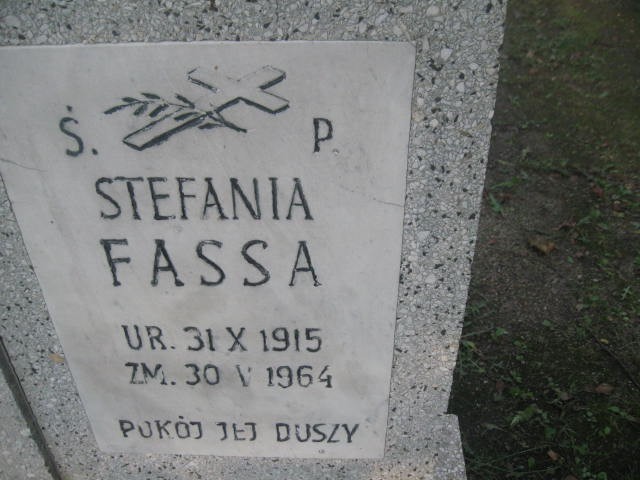 Ś. P.
STEFANIA
FASSA
UR. 31 X 1915
ZM. 30 V 1964
POKÓJ JEJ DUSZY